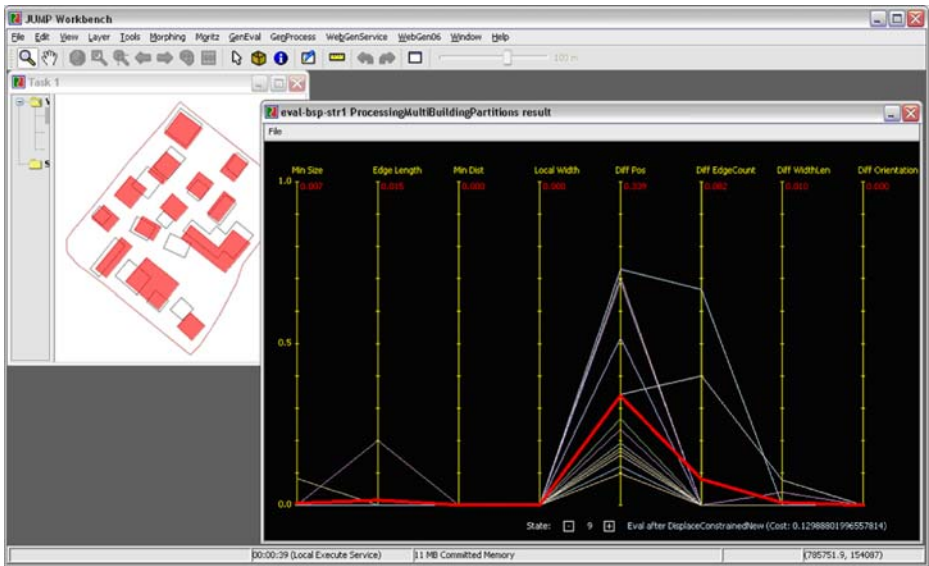 JUMP Workbench
File Edit View Layer Tools Morphing Moritz GenEval GenProcess WebGenService WebGen06 Window Help
100 m
Task 1
eval-bsp-str1 ProcessingMultiBuildingPartitions result
File
Min Size Edge Length Min Dist Local Width Diff Pos Diff EdgeCount Diff WidthLen Diff Orientation
1.0 0.007 0.015 0.000 0.000 0.339 0.082 0.010 0.000
0.5
0.0
State: - 9 + Eval after DisplaceConstrainedNew (Cost: 0.12988801996557814)
00:00:39 (Local Execute Service) 11 MB Committed Memory (785751.9, 154087)